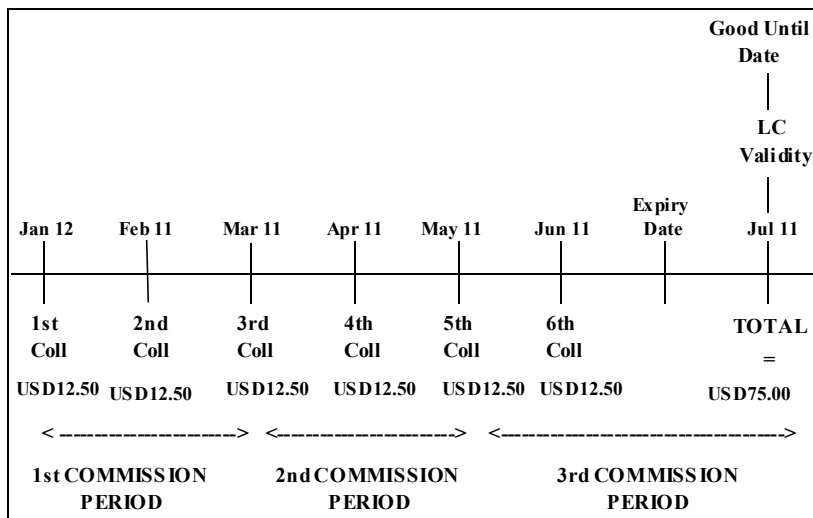 Good Until
Date
LC
Validity
Expiry
Date
Jan 12 Feb 11 Mar 11 Apr 11 May 11 Jun 11 Jul 11
1st 2nd 3rd 4th 5th 6th TOTAL
Coll Coll Coll Coll Coll Coll =
USD12.50 USD12.50 USD12.50 USD12.50 USD12.50 USD12.50 USD75.00
1st COMMISSION 2nd COMMISSION 3rd COMMISSION
PERIOD PERIOD PERIOD